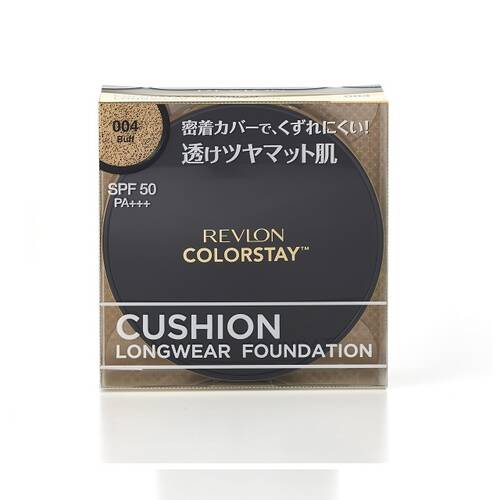 004
Buff
密着カバーで、くずれにくい!
透けツヤマット肌
SPF 50
PA+++
REVLON
COLORSTAY™
CUSHION
LONGWEAR FOUNDATION